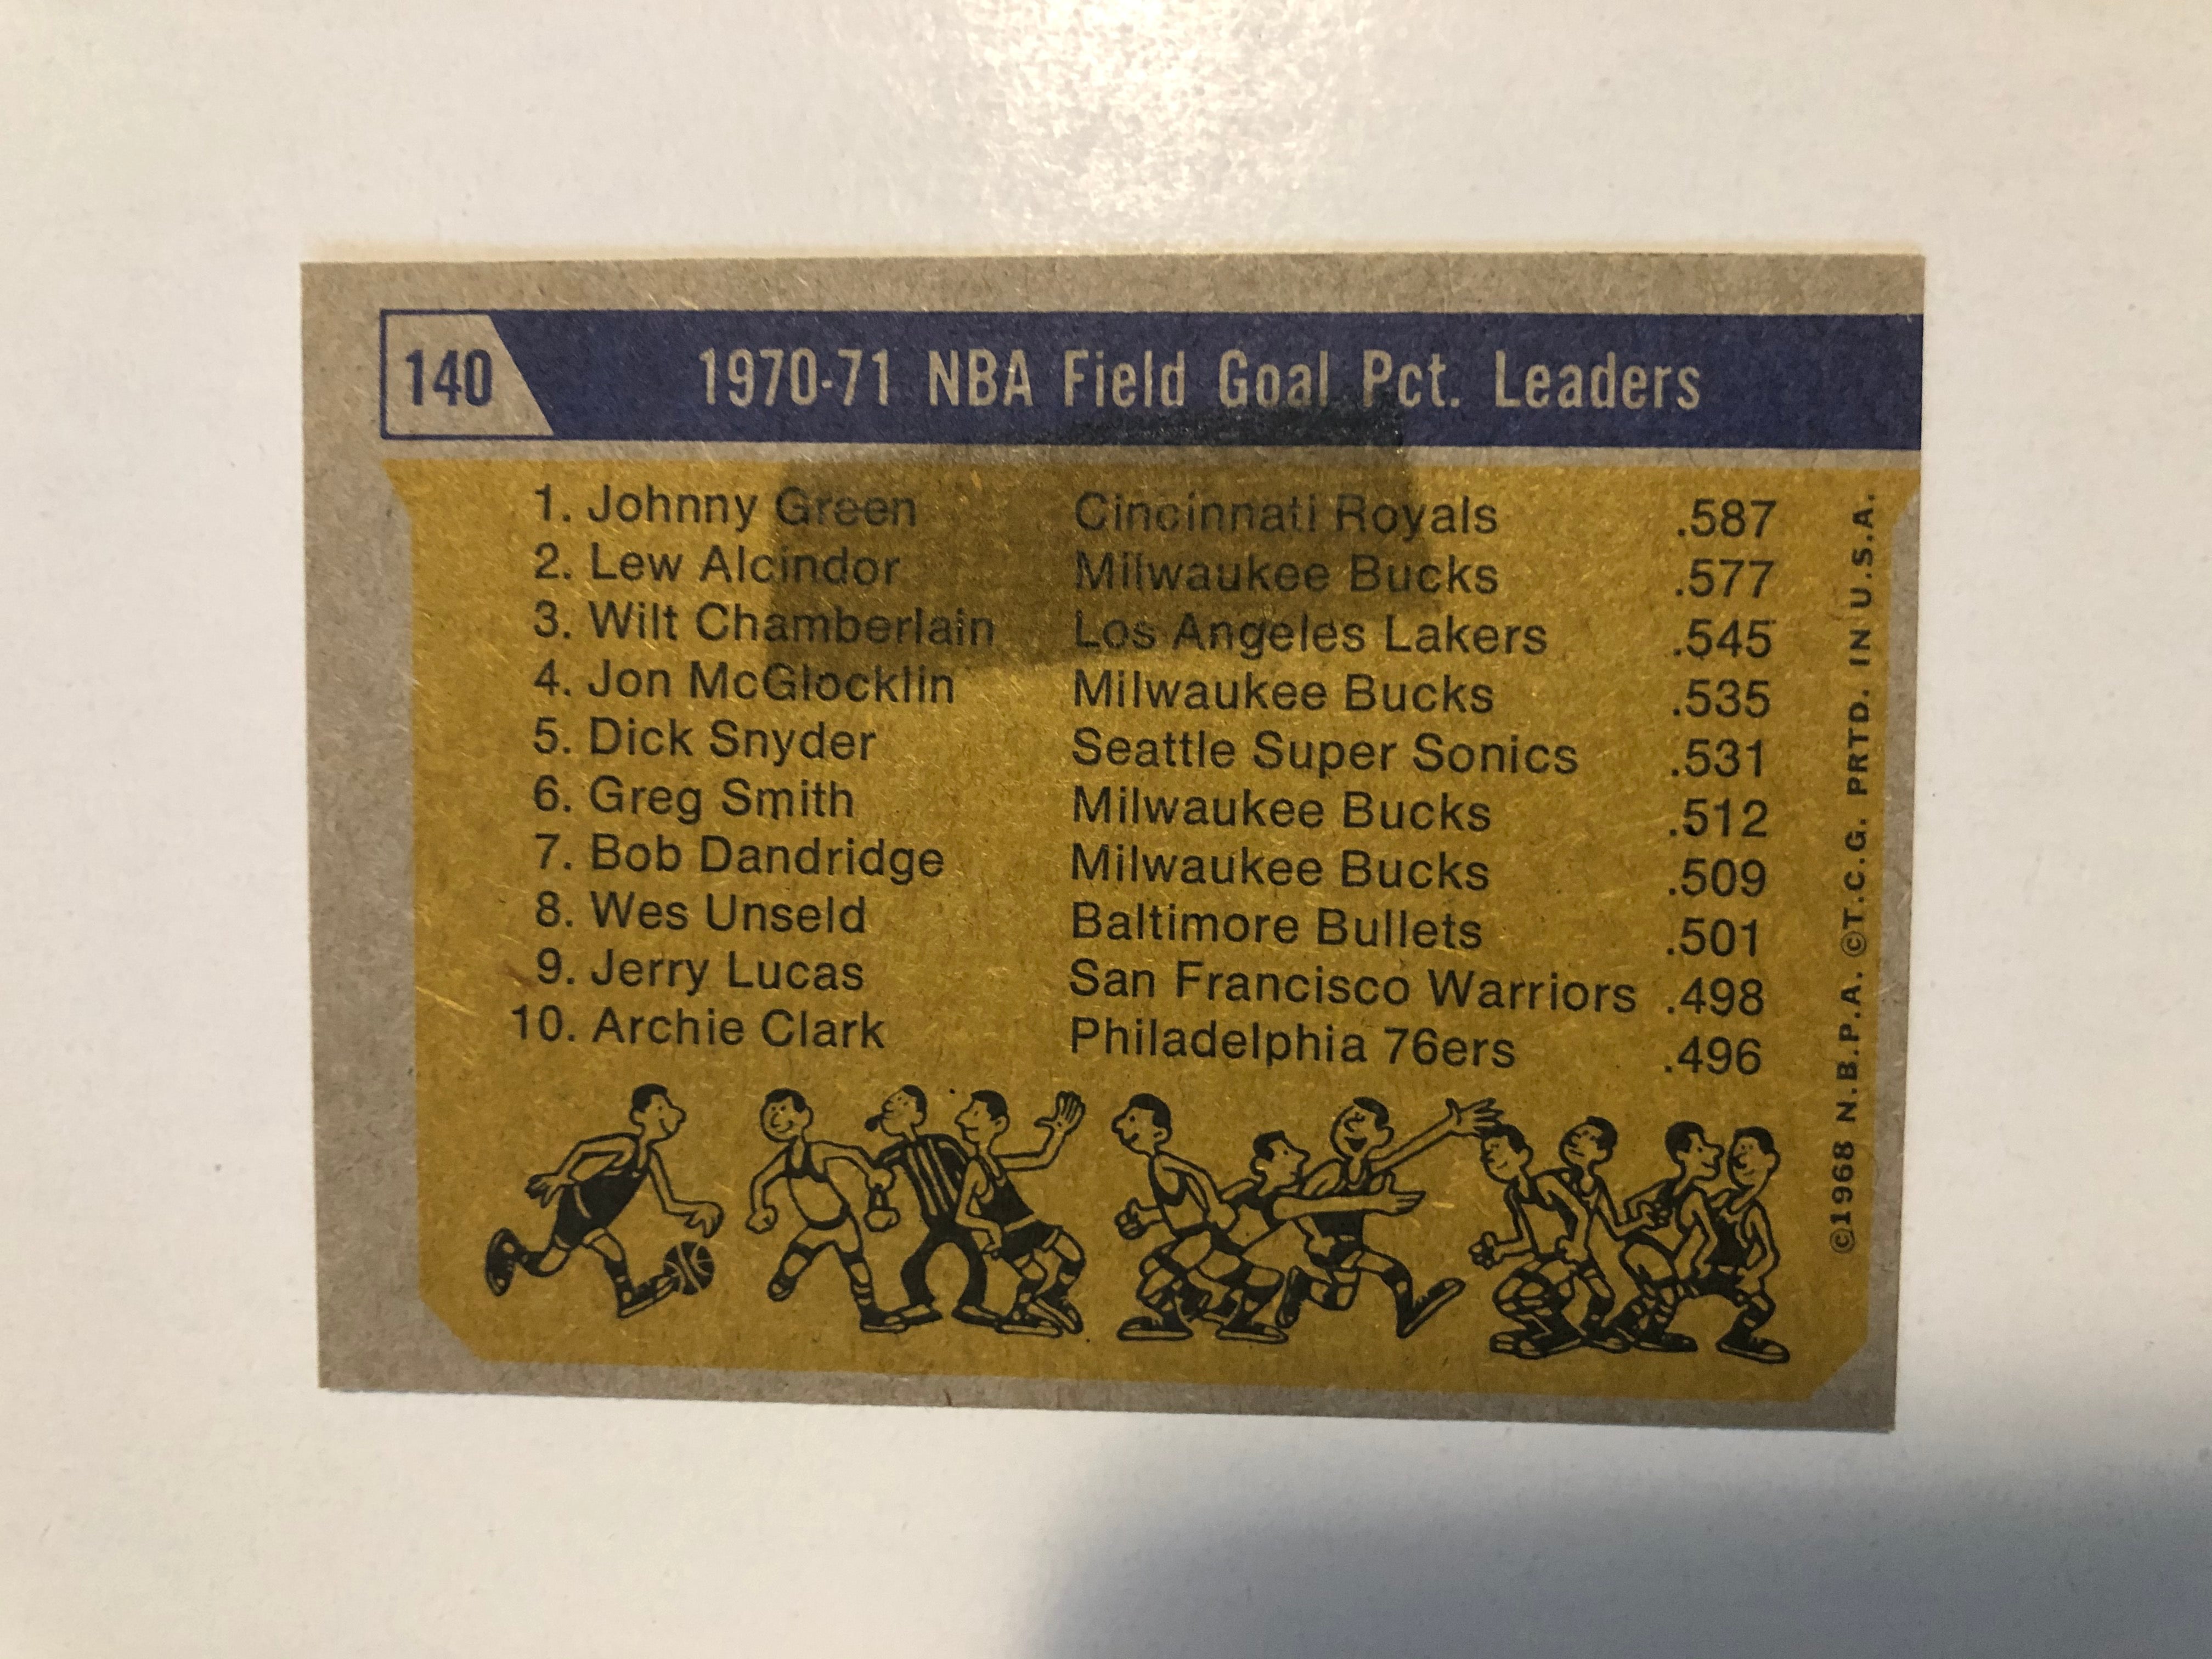 140 1970-71 NBA Field Goal Pct. Leaders
1. Johnny Green Cincinnati Royals .587
2. Lew Alcindor Milwaukee Bucks .577
3. Wilt Chamberlain Los Angeles Lakers .545
4. Jon McGlocklin Milwaukee Bucks .535
5. Dick Snyder Seattle Super Sonics .531
6. Greg Smith Milwaukee Bucks .512
7. Bob Dandridge Milwaukee Bucks .509
8. Wes Unseld Baltimore Bullets .501
9. Jerry Lucas San Francisco Warriors .498
10. Archie Clark Philadelphia 76ers .496
©1968 N.B.P.A. ©T.C.G. PRTD. IN U.S.A.